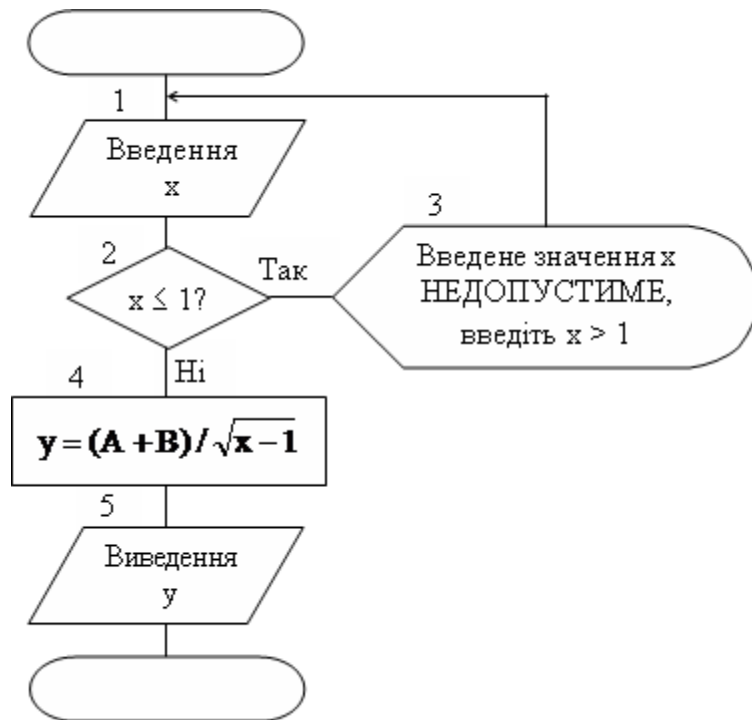 1
Введення
x
2
x ≤ 1?
Так
3
Введене значення x
НЕДОПУСТИМЕ,
введіть x > 1
Ні
4
y = (A + B) / √x − 1
5
Виведення
y